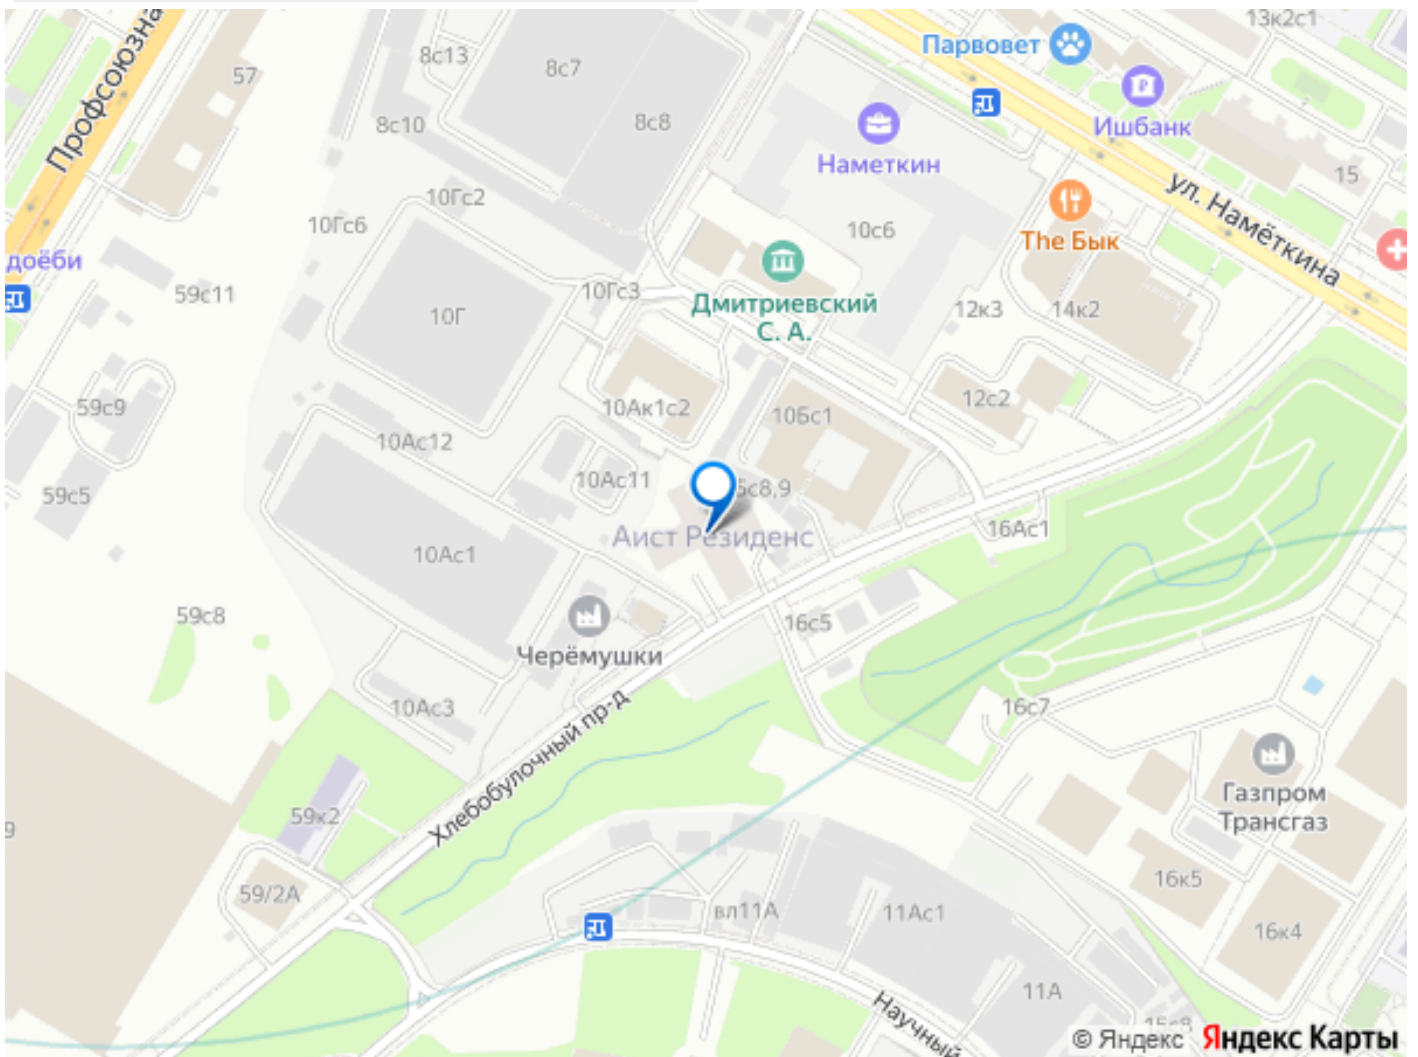 Профсоюзна
57
8с13
8с7
8с10
8с8
Парвовет
13к2с1
Ишбанк
Наметкин
15
ул. Намёткина
The Бык
10с6
10Гс2
10Гс6
доёби
59с11
10Г
10Гс3
Дмитриевский
С. А.
12к3
14к2
12с2
59с9
10Ак1с2
10Бс1
10Ас12
10Ас11
59с5
5с8,9
16Ас1
Аист Резиденс
10Ас1
59с8
16с5
Черёмушки
10Ас3
16с7
Хлебобулочный пр-д
59к2
9
Газпром
Трансгаз
59/2А
16к5
вл11А
11Ас1
16к4
11А
Научный
15с8
© Яндекс Яндекс Карты